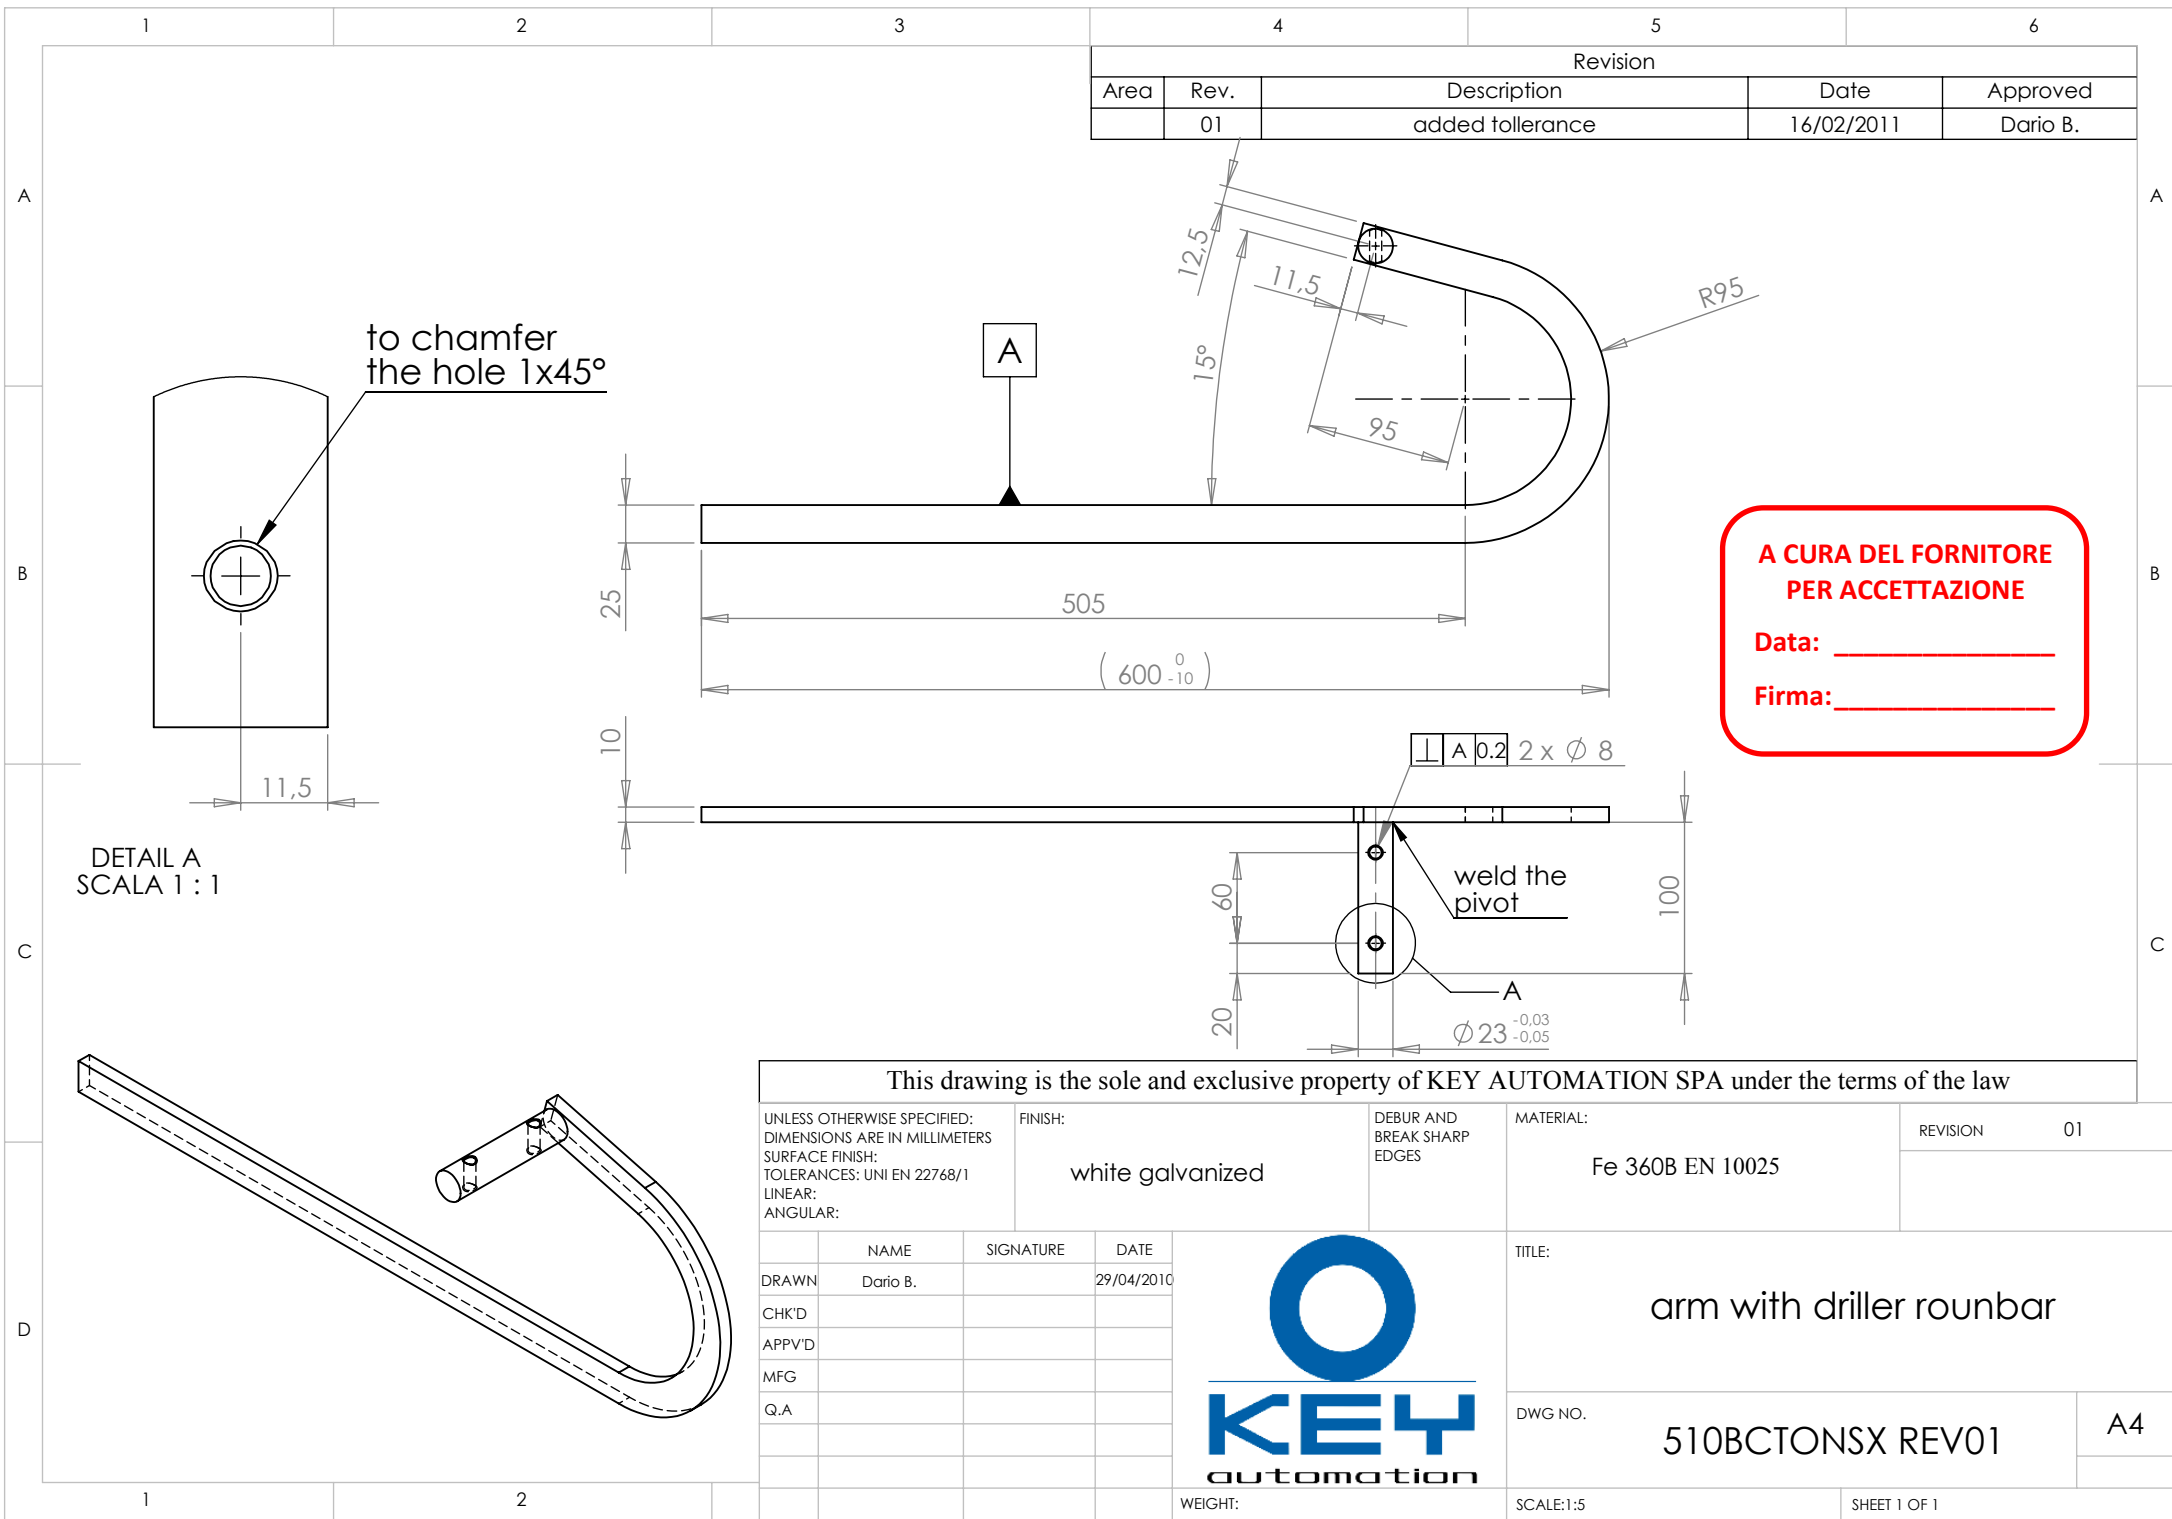 1 2 3 4 5 6
Revision
Area Rev. Description Date Approved
01 added tollerance 16/02/2011 Dario B.
A A
12,5
11,5
15°
95
R95
to chamfer
the hole 1x45°
A
B B
25
505
(600 0 -10)
A CURA DEL FORNITORE
PER ACCETTAZIONE
Data: _______________
Firma:_______________
11,5
DETAIL A
SCALA 1 : 1
10
⊥ A 0.2 2 x ∅ 8
weld the
pivot
60
100
20
A
∅23 -0,03 -0,05
C C
D
This drawing is the sole and exclusive property of KEY AUTOMATION SPA under the terms of the law
UNLESS OTHERWISE SPECIFIED:
DIMENSIONS ARE IN MILLIMETERS
SURFACE FINISH:
TOLERANCES: UNI EN 22768/1
LINEAR:
ANGULAR:
FINISH:
white galvanized
DEBUR AND
BREAK SHARP
EDGES
MATERIAL:
Fe 360B EN 10025
REVISION 01
NAME SIGNATURE DATE
DRAWN Dario B. 29/04/2010
CHK'D
APPV'D
MFG
Q.A
KEY
automation
TITLE:
arm with driller rounbar
DWG NO.
510BCTONSX REV01
A4
WEIGHT:
SCALE:1:5
SHEET 1 OF 1
1 2